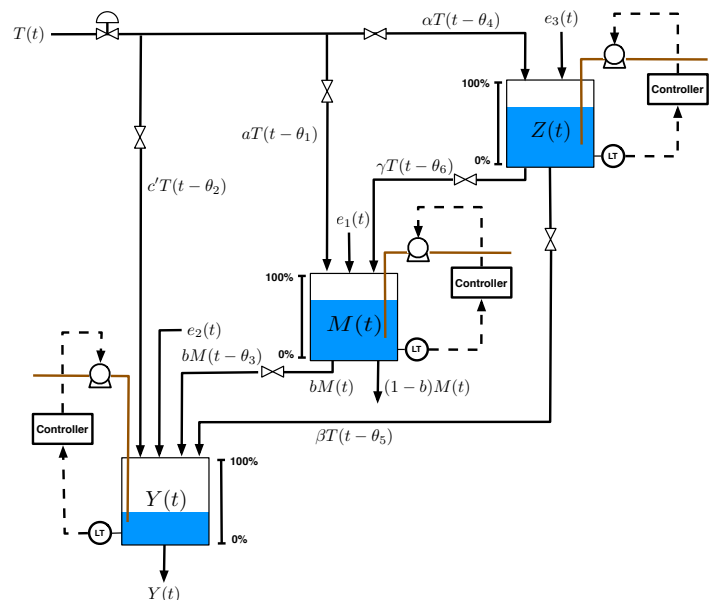 T(t)
αT(t − θ₄)
e₃(t)
100%
Controller
Z(t)
aT(t − θ₁)
LT
0%
γT(t − θ₆)
c′T(t − θ₂)
e₁(t)
100%
Controller
M(t)
e₂(t)
LT
0%
bM(t − θ₃)
bM(t)
(1 − b)M(t)
Controller
βT(t − θ₅)
100%
Y(t)
LT
0%
Y(t)